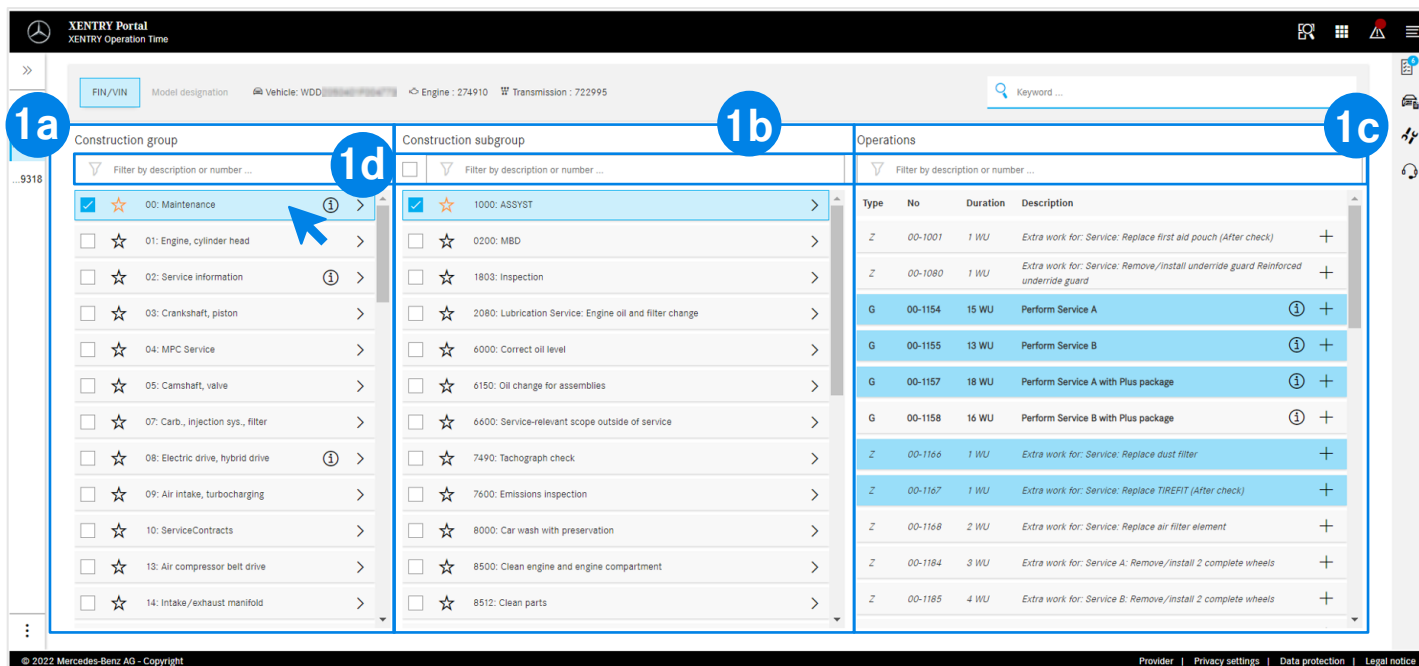 XENTRY Portal
XENTRY Operation Time
FIN/VIN Model designation Vehicle: WDD Engine : 274910 Transmission : 722995 Keyword ...
6
1a 1b 1c
Construction group Construction subgroup Operations
1d
Filter by description or number ... Filter by description or number ... Filter by description or number ...
...9318
00: Maintenance 1000: ASSYST Type No Duration Description
01: Engine, cylinder head 0200: MBD Z 00-1001 1 WU Extra work for: Service: Replace first aid pouch (After check)
02: Service information 1803: Inspection Z 00-1080 1 WU Extra work for: Service: Remove/install underride guard Reinforced
underride guard
03: Crankshaft, piston 2080: Lubrication Service: Engine oil and filter change G 00-1154 15 WU Perform Service A
04: MPC Service 6000: Correct oil level G 00-1155 13 WU Perform Service B
05: Camshaft, valve 6150: Oil change for assemblies G 00-1157 18 WU Perform Service A with Plus package
07: Carb., injection sys., filter 6600: Service-relevant scope outside of service G 00-1158 16 WU Perform Service B with Plus package
08: Electric drive, hybrid drive 7490: Tachograph check Z 00-1166 1 WU Extra work for: Service: Replace dust filter
09: Air intake, turbocharging 7600: Emissions inspection Z 00-1167 1 WU Extra work for: Service: Replace TIREFIT (After check)
10: ServiceContracts 8000: Car wash with preservation Z 00-1168 2 WU Extra work for: Service: Replace air filter element
13: Air compressor belt drive 8500: Clean engine and engine compartment Z 00-1184 3 WU Extra work for: Service A: Remove/install 2 complete wheels
14: Intake/exhaust manifold 8512: Clean parts Z 00-1185 4 WU Extra work for: Service B: Remove/install 2 complete wheels
© 2022 Mercedes-Benz AG - Copyright Provider | Privacy settings | Data protection | Legal notice